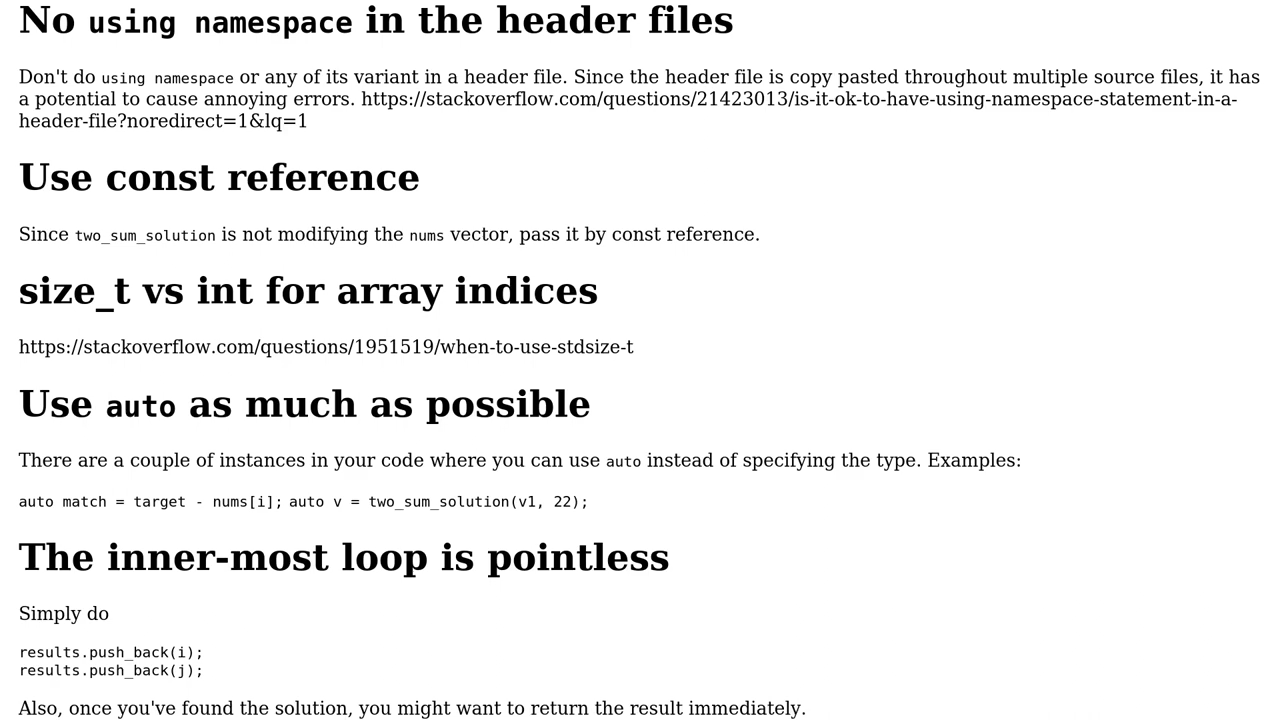 No using namespace in the header files
Don't do using namespace or any of its variant in a header file. Since the header file is copy pasted throughout multiple source files, it has
a potential to cause annoying errors. https://stackoverflow.com/questions/21423013/is-it-ok-to-have-using-namespace-statement-in-a-
header-file?noredirect=1&lq=1
Use const reference
Since two_sum_solution is not modifying the nums vector, pass it by const reference.
size_t vs int for array indices
https://stackoverflow.com/questions/1951519/when-to-use-stdsize-t
Use auto as much as possible
There are a couple of instances in your code where you can use auto instead of specifying the type. Examples:
auto match = target - nums[i]; auto v = two_sum_solution(v1, 22);
The inner-most loop is pointless
Simply do
results.push_back(i);
results.push_back(j);
Also, once you've found the solution, you might want to return the result immediately.